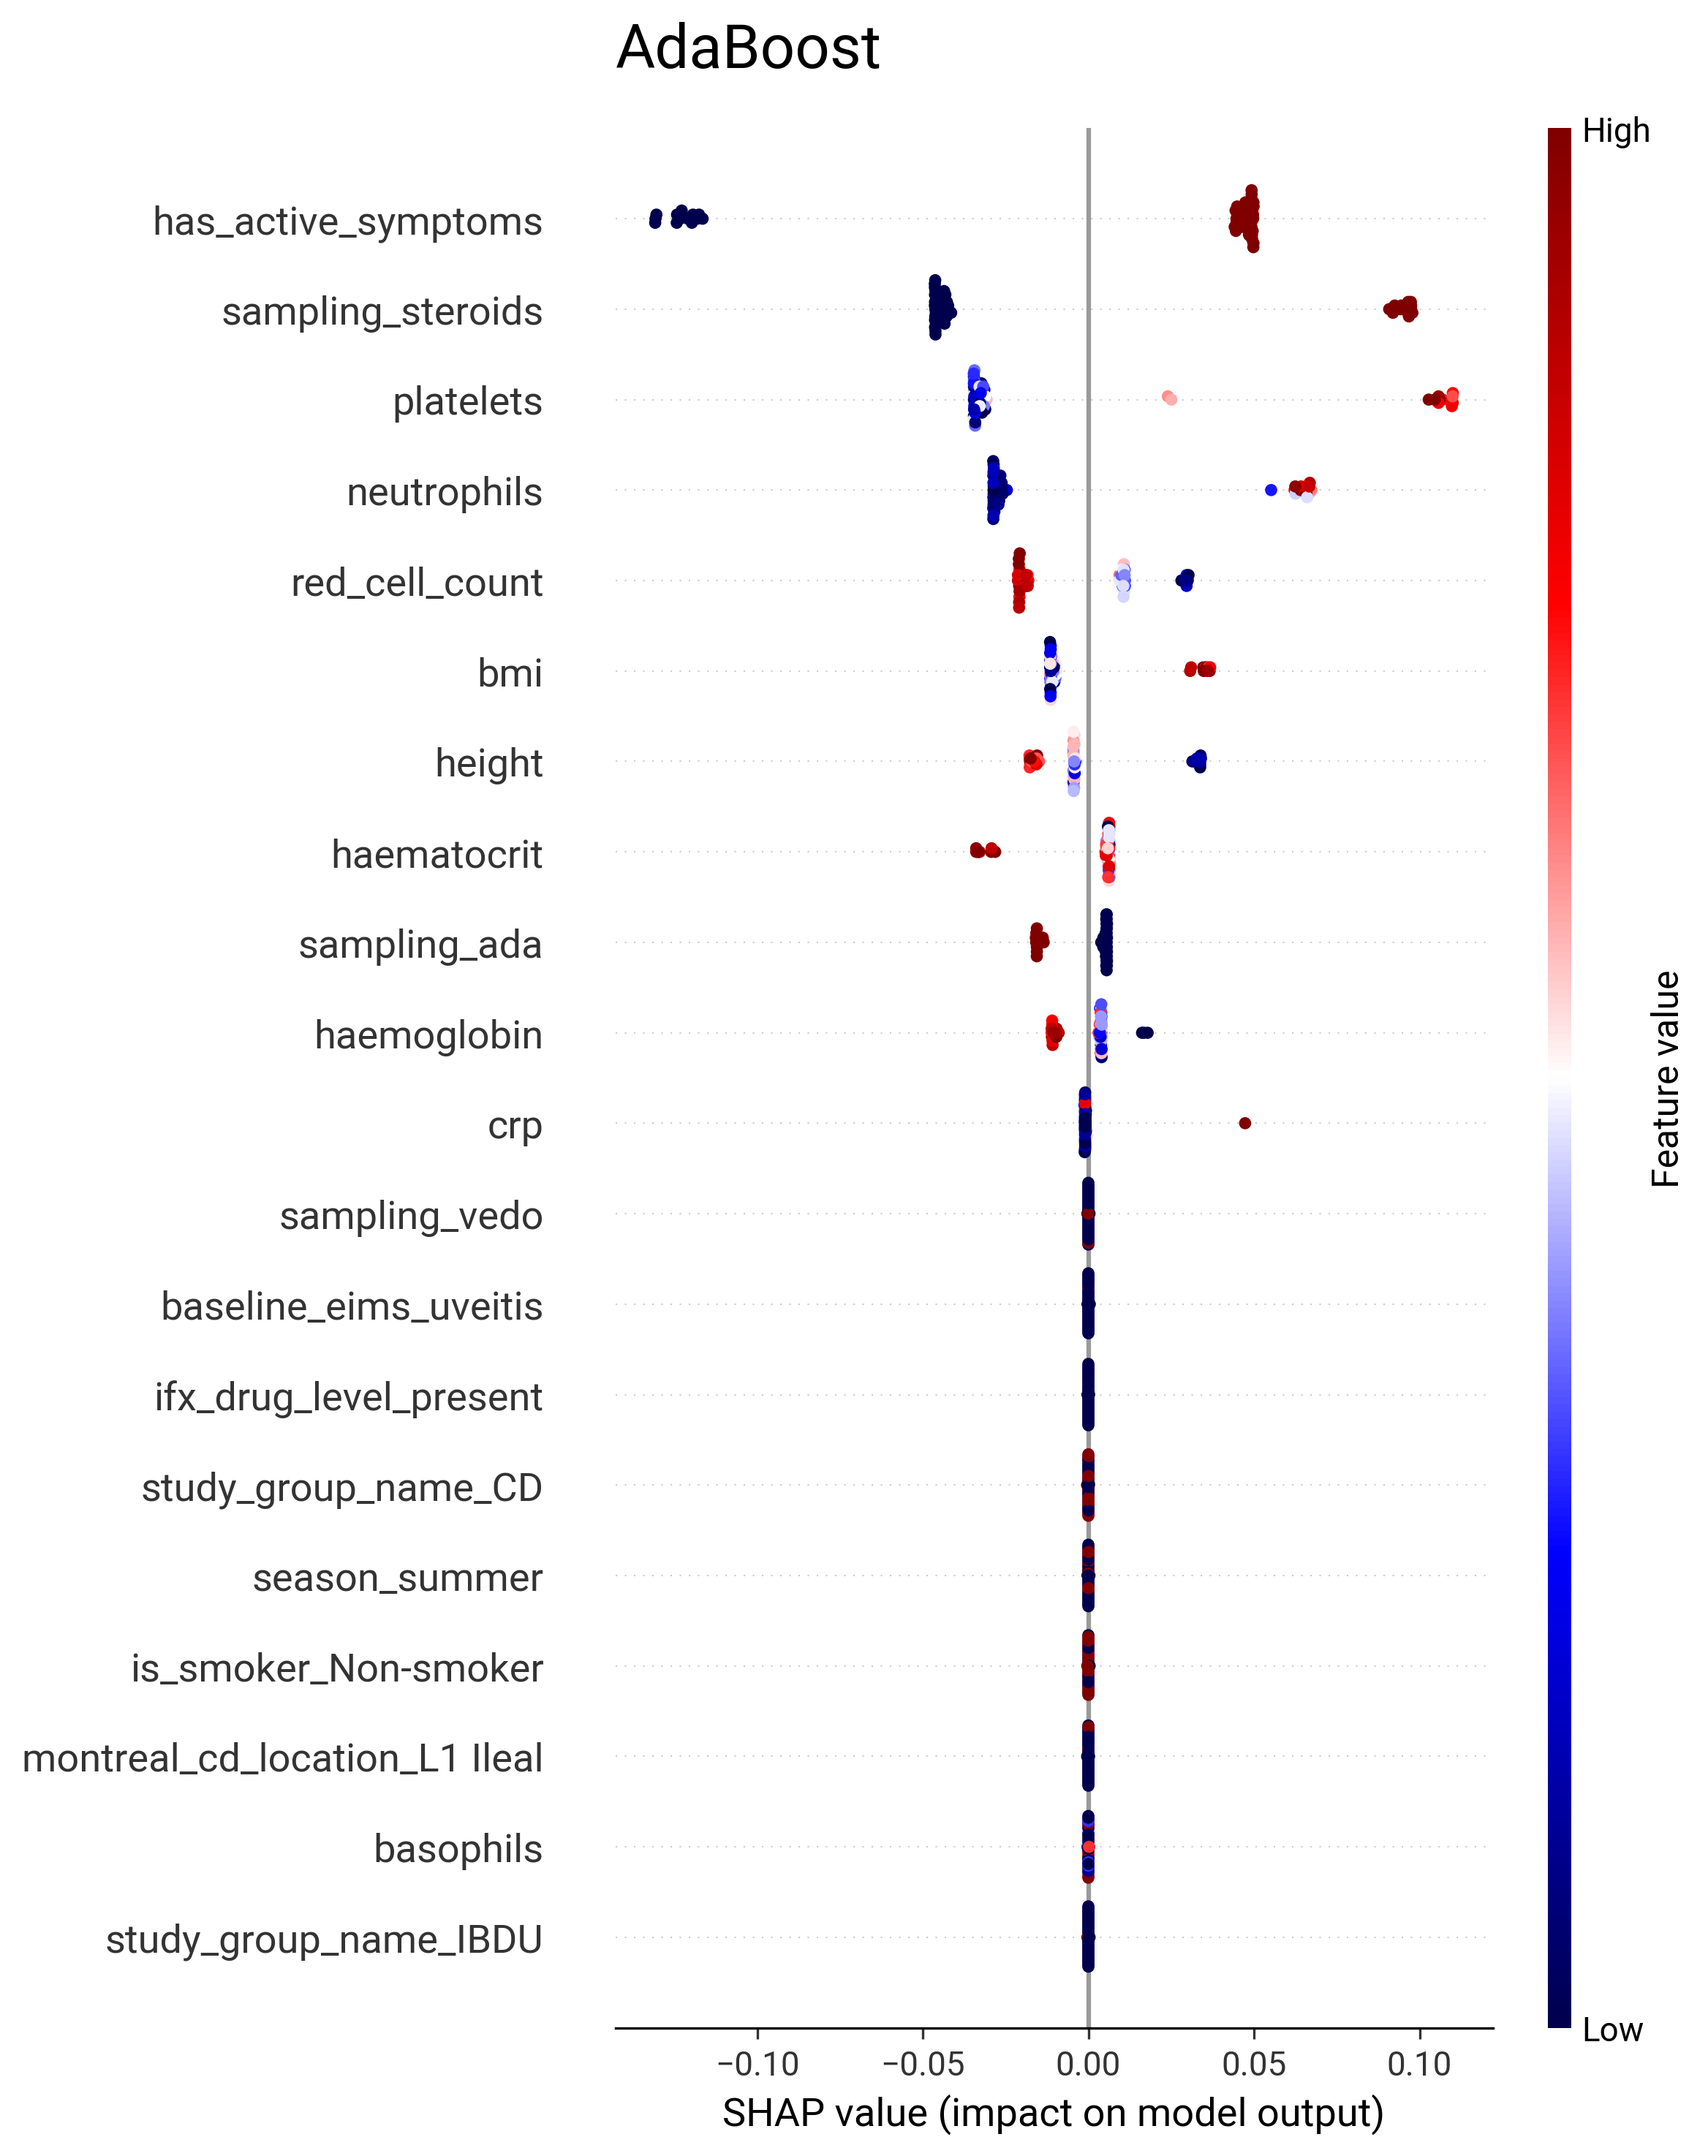 AdaBoost
High
has_active_symptoms
sampling_steroids
platelets
neutrophils
red_cell_count
bmi
height
haematocrit
sampling_ada
haemoglobin
Feature value
crp
sampling_vedo
baseline_eims_uveitis
ifx_drug_level_present
study_group_name_CD
season_summer
is_smoker_Non-smoker
montreal_cd_location_L1 Ileal
basophils
study_group_name_IBDU
Low
−0.10 −0.05 0.00 0.05 0.10
SHAP value (impact on model output)